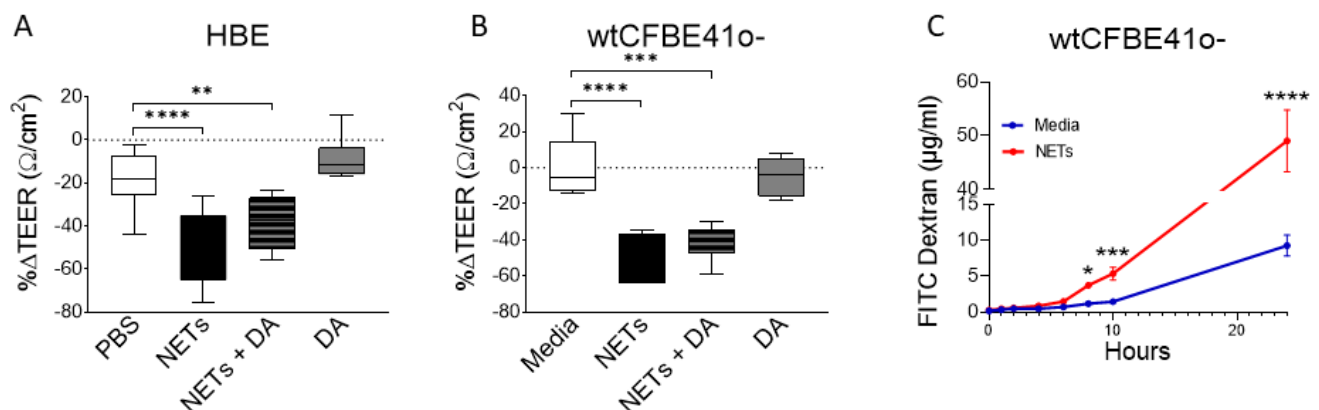 A
HBE
%ΔTEER (Ω/cm²)
20
0
-20
-40
-60
-80
**
****
PBS
NETs
NETs + DA
DA
B
wtCFBE41o-
%ΔTEER (Ω/cm²)
40
20
0
-20
-40
-60
-80
***
****
Media
NETs
NETs + DA
DA
C
wtCFBE41o-
FITC Dextran (µg/ml)
60
50
40
15
10
5
0
Media
NETs
*
***
****
0
10
20
Hours